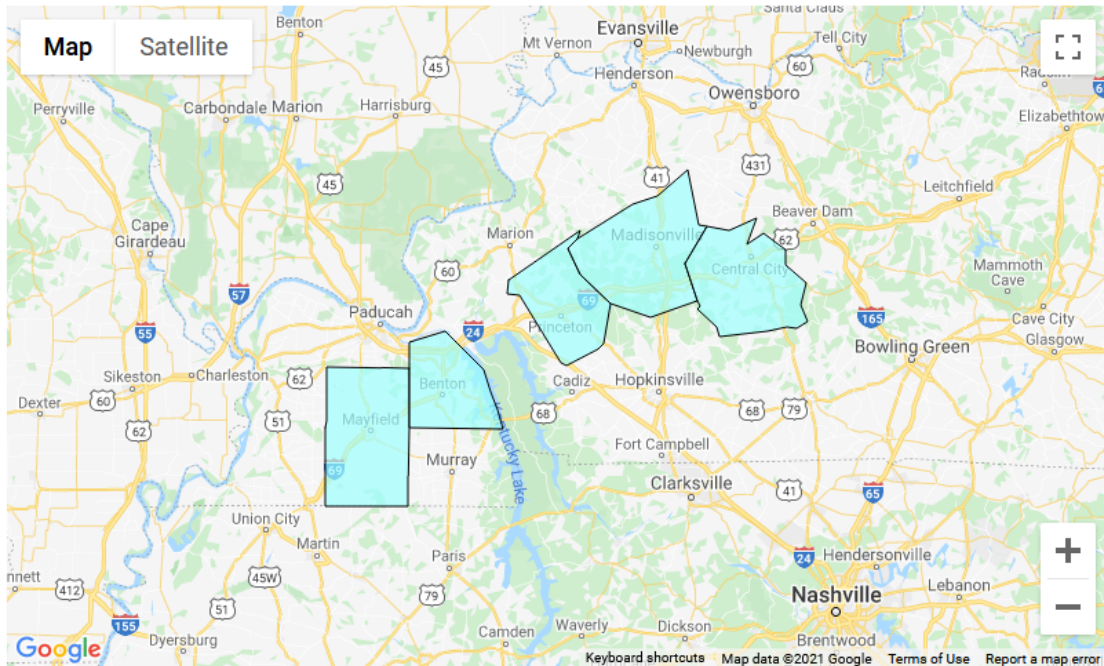 Map
Satellite
Benton
Santa Claus
Evansville
Mt Vernon
Newburgh
Tell City
45
60
Henderson
Perryville
Carbondale
Marion
Harrisburg
Owensboro
Elizabethtow
431
45
41
Leitchfield
Cape
Girardeau
Beaver Dam
Marion
Madisonville
62
60
Central City
Mammoth
Cave
57
69
165
Paducah
Cave City
55
24
Princeton
Glasgow
Bowling Green
Sikeston
Charleston
62
Benton
Cadiz
Hopkinsville
Dexter
60
62
51
Mayfield
68
68
79
Fort Campbell
69
Murray
Kentucky Lake
Clarksville
41
65
Union City
Martin
Paris
24
Hendersonville
nnett
412
45W
79
Lebanon
51
Nashville
155
Dyersburg
Camden
Waverly
Dickson
Brentwood
Google
Keyboard shortcuts
Map data ©2021 Google
Terms of Use
Report a map error